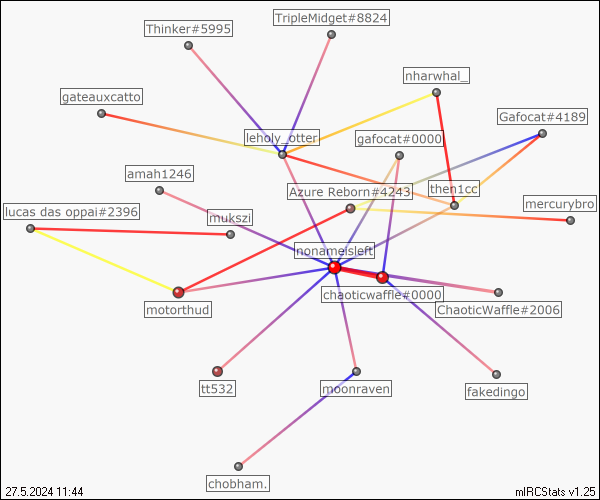 TripleMidget#8824
Thinker#5995
nharwhal_
gateauxcatto
Gafocat#4189
leholy_otter
gafocat#0000
amah1246
Azure Reborn#4243
then1cc
mercurybro
lucas das oppai#2396
mukszi
nonameisleft
chaoticwaffle#0000
motorthud
ChaoticWaffle#2006
tt532
moonraven
fakedingo
chobham.
27.5.2024 11:44
mIRCStats v1.25